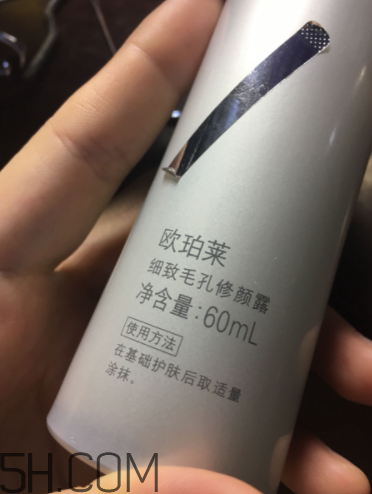 欧珀莱
细致毛孔修颜露
净含量:60mL
使用方法
在基础护肤后取适量
涂抹。
5H.COM